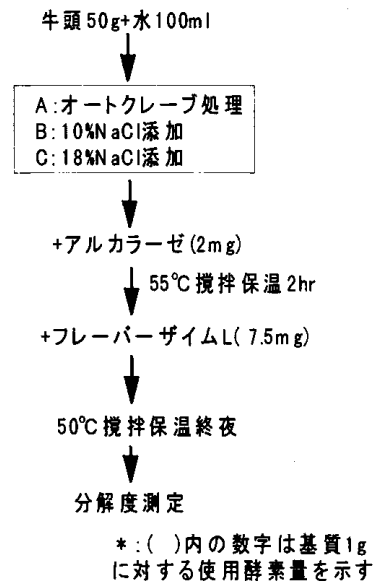 牛頭50g+水100ml
A:オートクレーブ処理
B:10%NaCl添加
C:18%NaCl添加
+アルカラーゼ(2mg)
55℃撹拌保温2hr
+フレーバーザイムL(7.5mg)
50℃撹拌保温終夜
分解度測定
*:( )内の数字は基質1g
に対する使用酵素量を示す